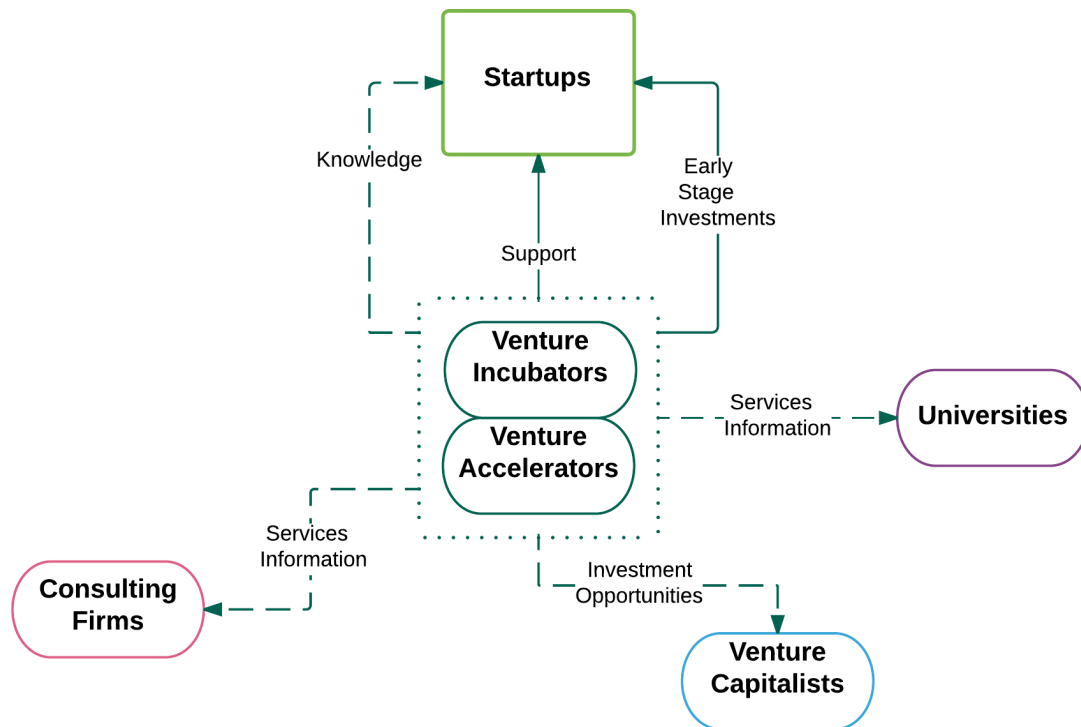 Startups
Knowledge
Early
Stage
Investments
Support
Venture
Incubators
Venture
Accelerators
Services
Information
Universities
Services
Information
Consulting
Firms
Investment
Opportunities
Venture
Capitalists